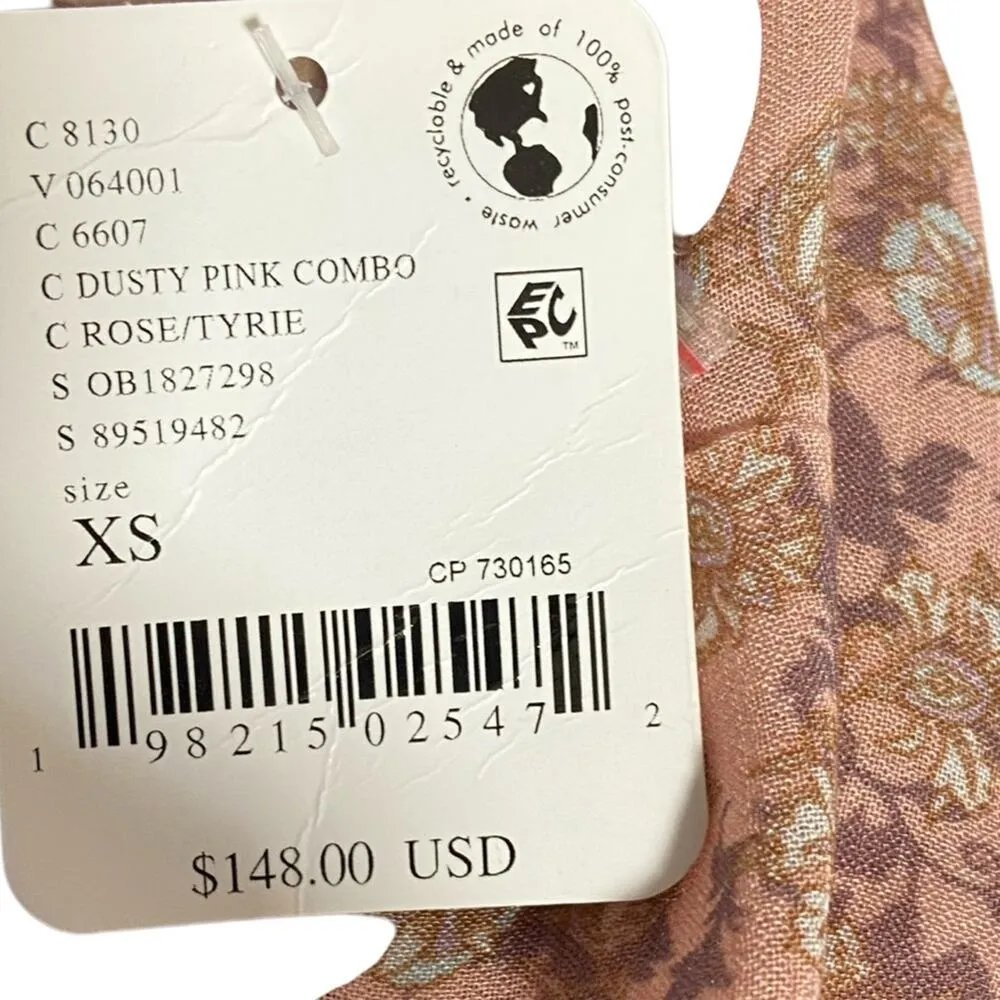 recyclable & made of 100% post-consumer waste •
C 8130
V 064001
C 6607
C DUSTY PINK COMBO
C ROSE/TYRIE
S OB1827298
S 89519482
EPC
TM
size
XS
CP 730165
1 98215 02547 2
$148.00 USD